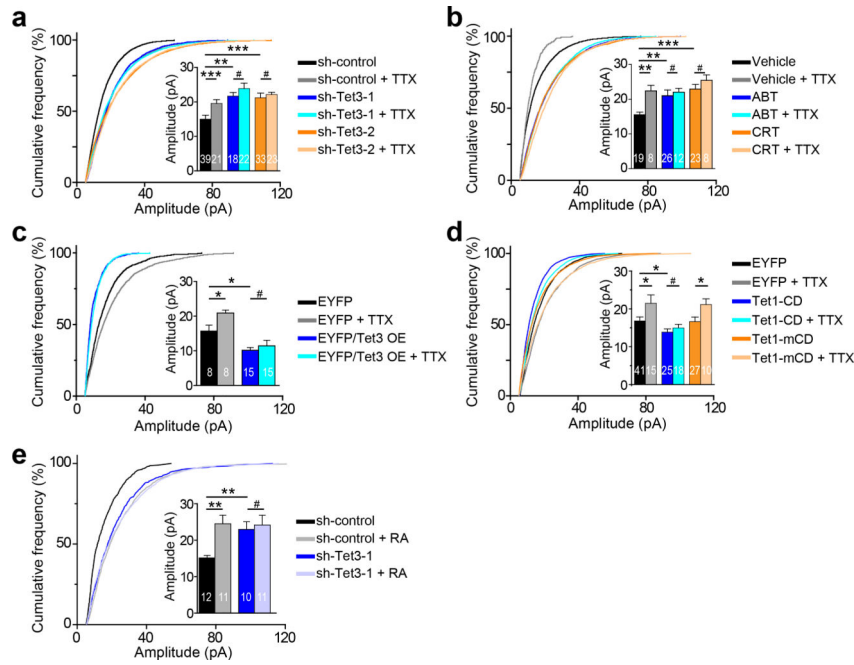 a
Cumulative frequency (%)
100
50
0
0 40 80 120
Amplitude (pA)
Amplitude (pA)
30
20
10
0
*** ** *** # #
39 21 18 22 33 23
sh-control
sh-control + TTX
sh-Tet3-1
sh-Tet3-1 + TTX
sh-Tet3-2
sh-Tet3-2 + TTX
b
Cumulative frequency (%)
100
50
0
0 40 80 120
Amplitude (pA)
Amplitude (pA)
30
20
10
0
** ** *** # #
19 8 26 12 23 8
Vehicle
Vehicle + TTX
ABT
ABT + TTX
CRT
CRT + TTX
c
Cumulative frequency (%)
100
50
0
0 40 80 120
Amplitude (pA)
Amplitude (pA)
30
20
10
0
* * #
8 8 15 15
EYFP
EYFP + TTX
EYFP/Tet3 OE
EYFP/Tet3 OE + TTX
d
Cumulative frequency (%)
100
50
0
0 40 80 120
Amplitude (pA)
Amplitude (pA)
30
20
10
0
* * # *
41 15 25 18 27 10
EYFP
EYFP + TTX
Tet1-CD
Tet1-CD + TTX
Tet1-mCD
Tet1-mCD + TTX
e
Cumulative frequency (%)
100
50
0
0 40 80 120
Amplitude (pA)
Amplitude (pA)
30
20
10
0
** ** #
12 11 10 11
sh-control
sh-control + RA
sh-Tet3-1
sh-Tet3-1 + RA